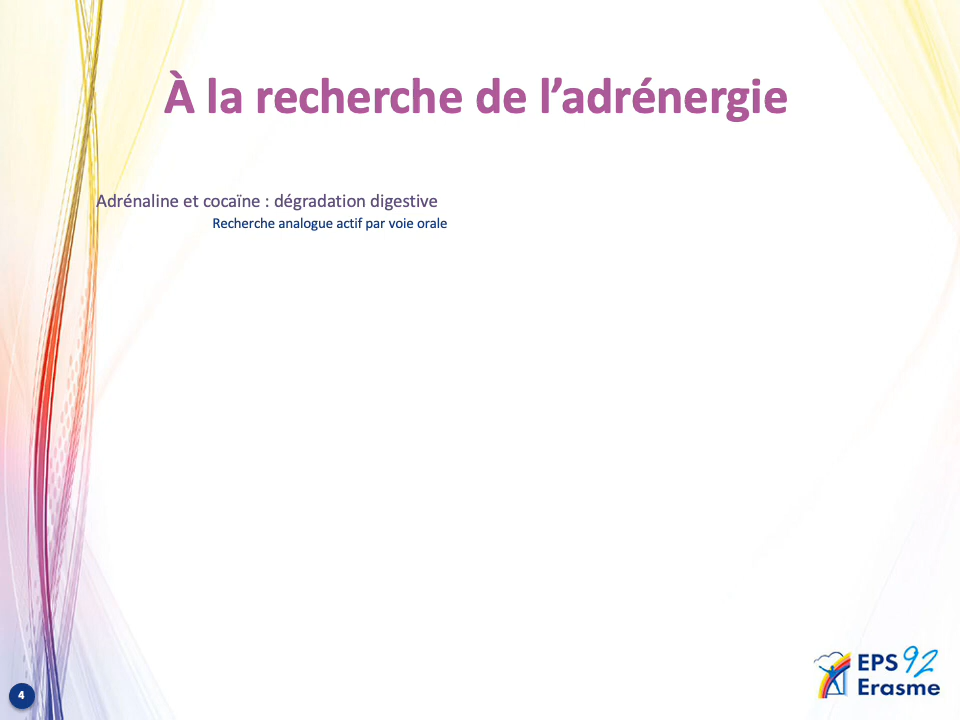 À la recherche de l’adrénergie
Adrénaline et cocaïne : dégradation digestive
Recherche analogue actif par voie orale
4
EPS 92
Erasme